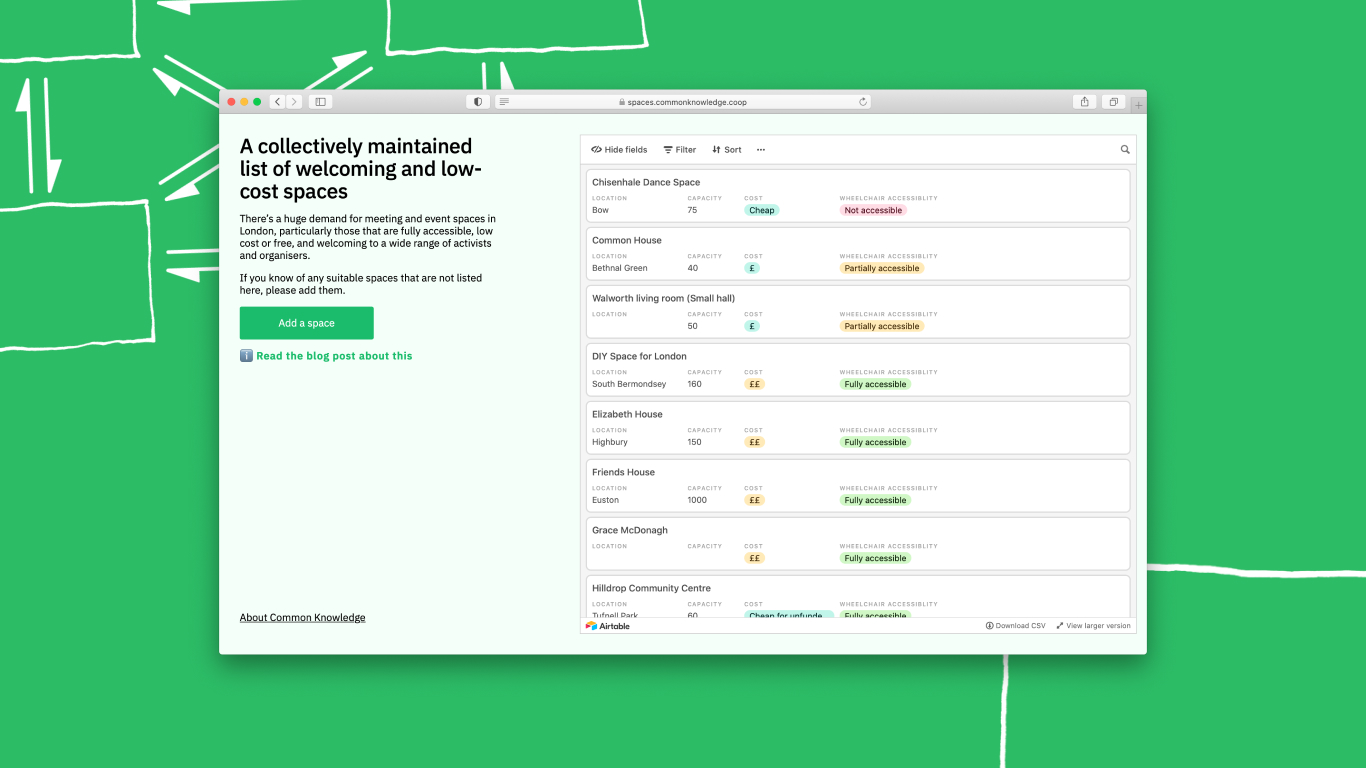 spaces.commonknowledge.coop
A collectively maintained
list of welcoming and low-
cost spaces
There's a huge demand for meeting and event spaces in
London, particularly those that are fully accessible, low
cost or free, and welcoming to a wide range of activists
and organisers.
If you know of any suitable spaces that are not listed
here, please add them.
Add a space
Read the blog post about this
About Common Knowledge
Hide fields Filter Sort
Chisenhale Dance Space
LOCATION CAPACITY COST WHEELCHAIR ACCESSIBLITY
Bow 75 Cheap Not accessible
Common House
LOCATION CAPACITY COST WHEELCHAIR ACCESSIBLITY
Bethnal Green 40 £ Partially accessible
Walworth living room (Small hall)
LOCATION CAPACITY COST WHEELCHAIR ACCESSIBLITY
50 £ Partially accessible
DIY Space for London
LOCATION CAPACITY COST WHEELCHAIR ACCESSIBLITY
South Bermondsey 160 ££ Fully accessible
Elizabeth House
LOCATION CAPACITY COST WHEELCHAIR ACCESSIBLITY
Highbury 150 ££ Fully accessible
Friends House
LOCATION CAPACITY COST WHEELCHAIR ACCESSIBLITY
Euston 1000 ££ Fully accessible
Grace McDonagh
LOCATION CAPACITY COST WHEELCHAIR ACCESSIBLITY
££ Fully accessible
Hilldrop Community Centre
LOCATION CAPACITY COST WHEELCHAIR ACCESSIBLITY
Tufnell Park 60 Cheap for unfunde... Fully accessible
Airtable Download CSV View larger version